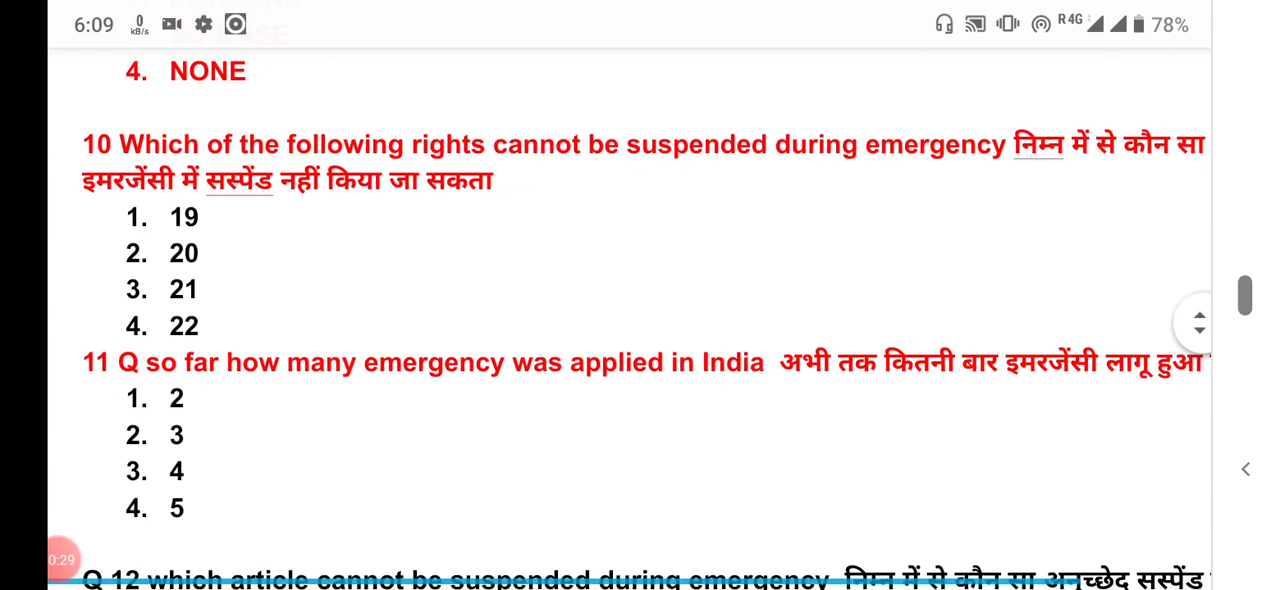 6:09 0 kB/s R 4G 78%
4. NONE
10 Which of the following rights cannot be suspended during emergency निम्न में से कौन सा
इमरजेंसी में सस्पेंड नहीं किया जा सकता
1. 19
2. 20
3. 21
4. 22
11 Q so far how many emergency was applied in India अभी तक कितनी बार इमरजेंसी लागू हुआ
1. 2
2. 3
3. 4
4. 5
0:29
Q 12 which article cannot be suspended during emergency निम्न में से कौन सा अनुच्छेद सस्पेंड